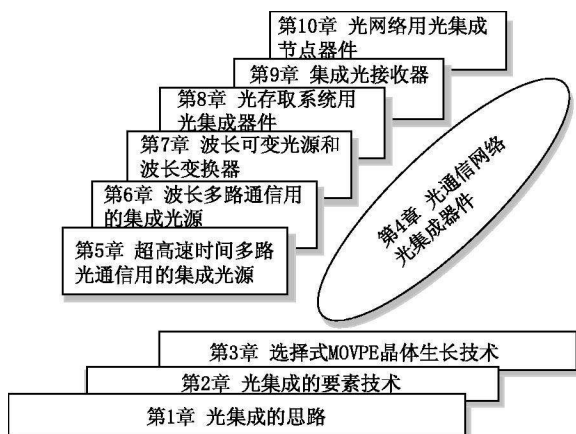 第10章 光网络用光集成
节点器件
第9章 集成光接收器
第8章 光存取系统用
光集成器件
第7章 波长可变光源和
波长变换器
第6章 波长多路通信用
的集成光源
第5章 超高速时间多路
光通信用的集成光源
第4章 光通信网络
光集成器件
第3章 选择式MOVPE晶体生长技术
第2章 光集成的要素技术
第1章 光集成的思路